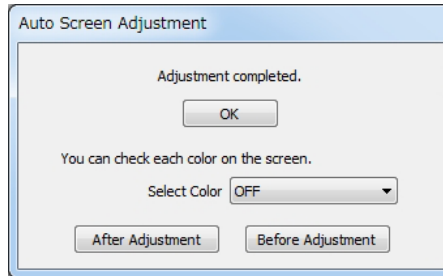 Auto Screen Adjustment
Adjustment completed.
OK
You can check each color on the screen.
Select Color OFF
After Adjustment Before Adjustment